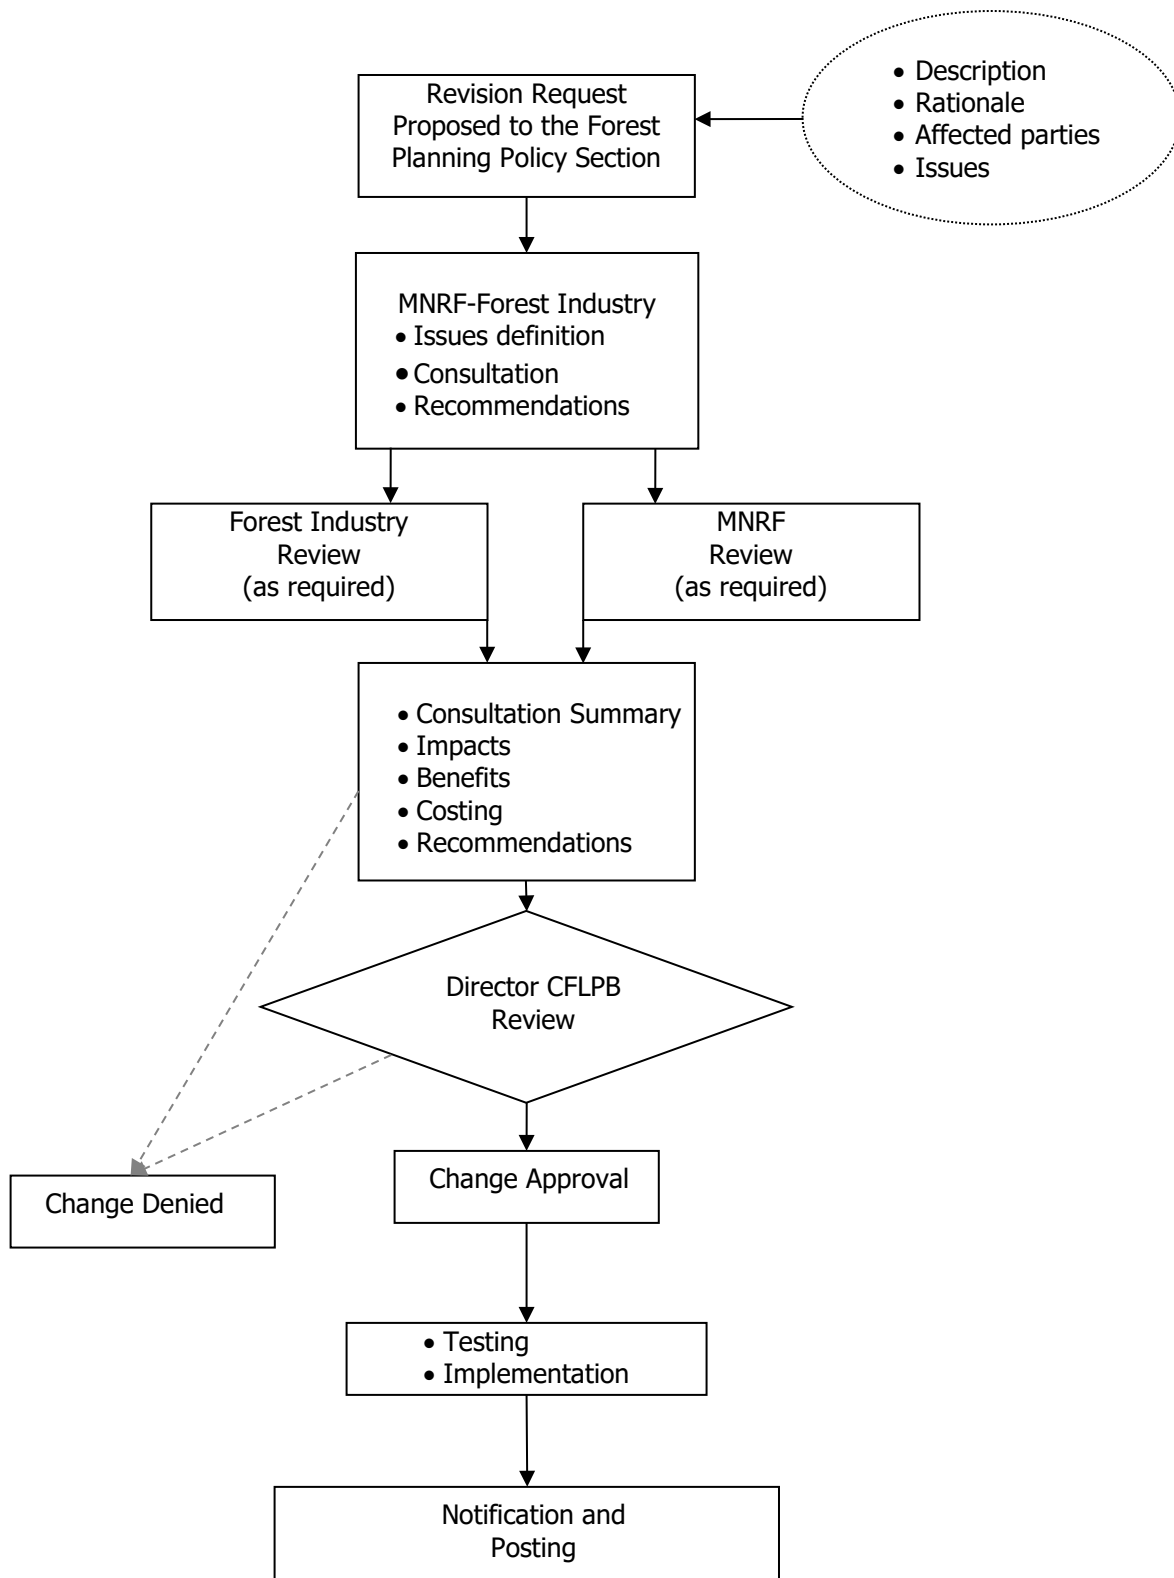 Revision Request
Proposed to the Forest
Planning Policy Section
• Description
• Rationale
• Affected parties
• Issues
MNRF-Forest Industry
• Issues definition
• Consultation
• Recommendations
Forest Industry
Review
(as required)
MNRF
Review
(as required)
• Consultation Summary
• Impacts
• Benefits
• Costing
• Recommendations
Director CFLPB
Review
Change Approval
Change Denied
• Testing
• Implementation
Notification and
Posting